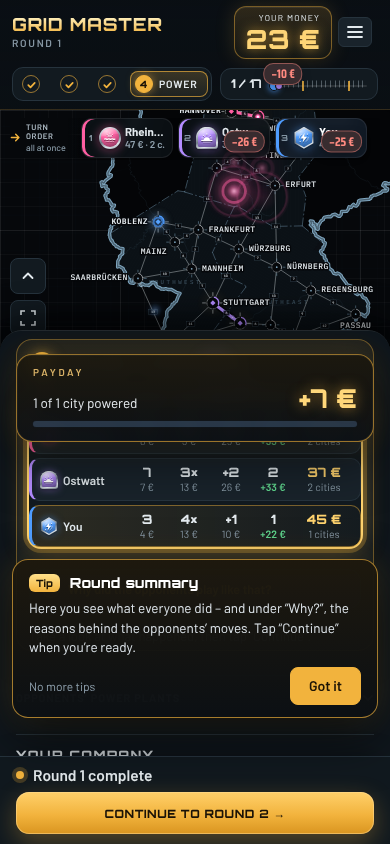 GRID MASTER
ROUND 1
YOUR MONEY
23 €
4 POWER
1 / 17
-10 €
TURN ORDER
all at once
1 Rhein...
47 € · 2 c.
2
-26 €
3 You
-25 €
HANNOVER
ERFURT
KOBLENZ
FRANKFURT
MAINZ
WÜRZBURG
SAARBRÜCKEN
MANNHEIM
NÜRNBERG
REGENSBURG
STUTTGART
PASSAU
PAYDAY
1 of 1 city powered
+7 €
2 cities
Ostwatt 7 3x +2 2 37 €
7 € 13 € 26 € +33 € 2 cities
You 3 4x +1 1 45 €
4 € 13 € 10 € +22 € 1 cities
Tip Round summary
Here you see what everyone did – and under “Why?”, the
reasons behind the opponents’ moves. Tap “Continue”
when you’re ready.
No more tips
Got it
YOUR COMPANY
Round 1 complete
CONTINUE TO ROUND 2 →